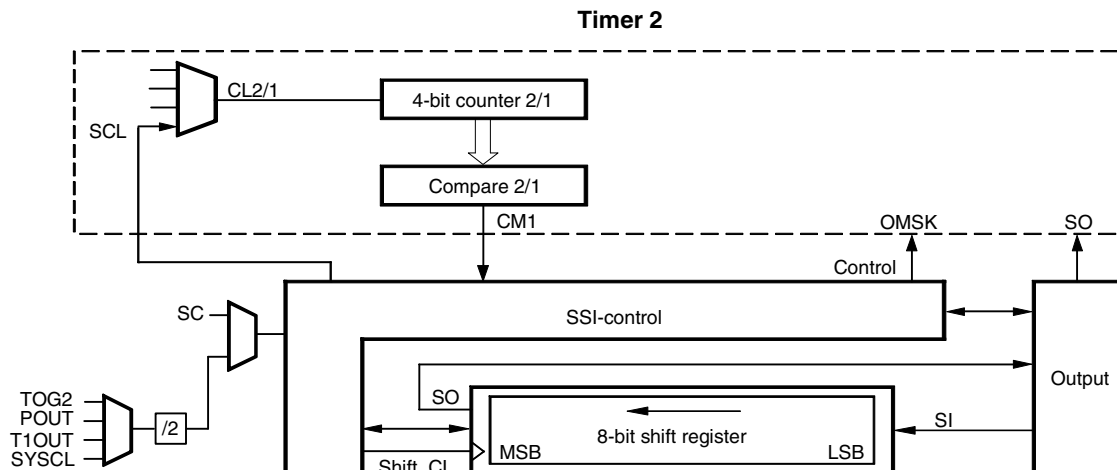 Timer 2
CL2/1
4-bit counter 2/1
SCL
Compare 2/1
CM1
OMSK
SO
Control
SC
SSI-control
TOG2
POUT
T1OUT
SYSCL
/2
SO
Output
8-bit shift register
MSB
LSB
SI
Shift_CL